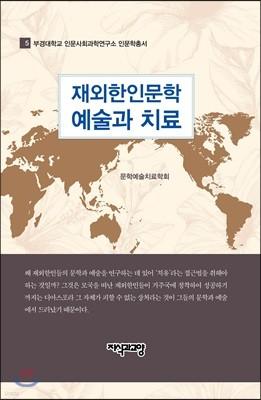 5 부경대학교 인문사회과학연구소 인문학총서
재외한인문학
예술과 치료
문학예술치료학회
왜 재외한인들의 문학과 예술을 연구하는 데 있어 '치유'라는 접근법을 취해야
하는 것일까? 그것은 모국을 떠난 재외한인들이 거주국에 정착하여 성공하기
까지는 디아스포라 그 자체가 피할 수 없는 상처라는 것이 그들의 문학과 예술
에서 드러났기 때문이다.
지식과교양